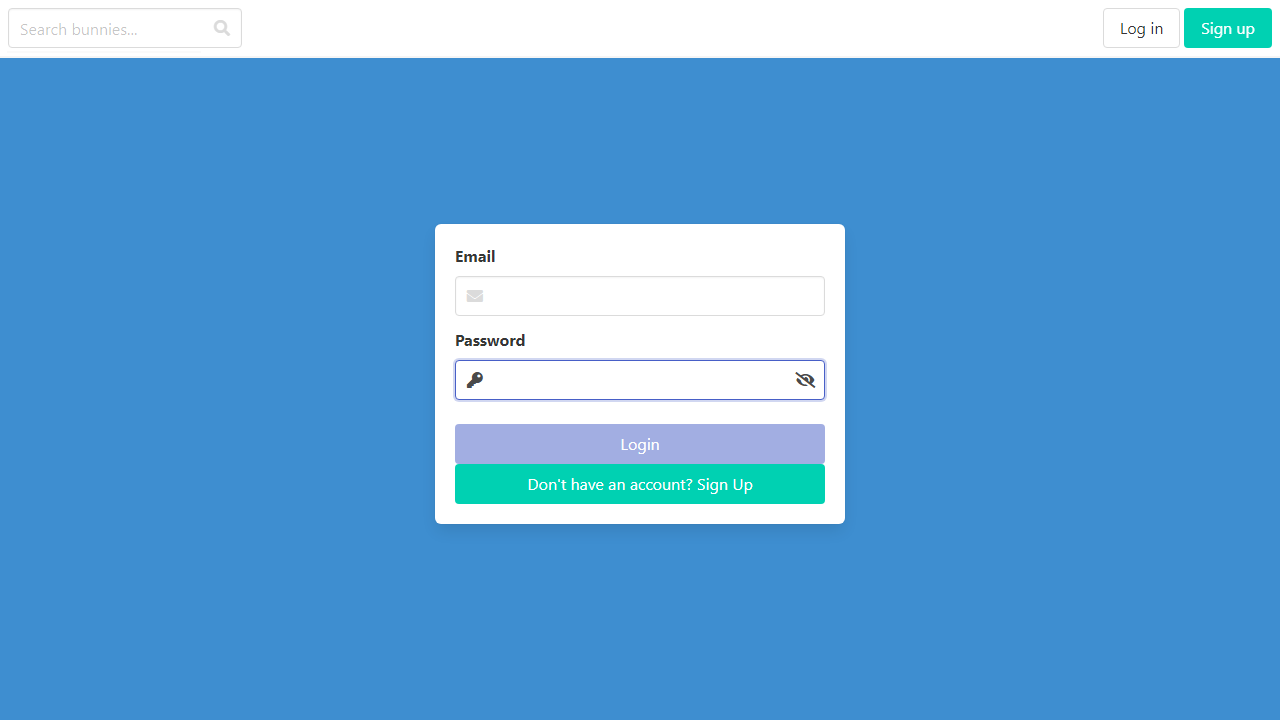 Search bunnies...
Log in
Sign up
Email
Password
Login
Don't have an account? Sign Up